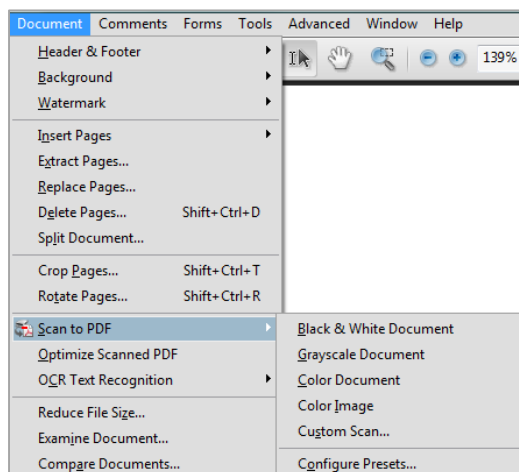 Document Comments Forms Tools Advanced Window Help
139%
Header & Footer
Background
Watermark
Insert Pages
Extract Pages...
Replace Pages...
Delete Pages... Shift+Ctrl+D
Split Document...
Crop Pages... Shift+Ctrl+T
Rotate Pages... Shift+Ctrl+R
Scan to PDF
Optimize Scanned PDF
OCR Text Recognition
Reduce File Size...
Examine Document...
Compare Documents...
Black & White Document
Grayscale Document
Color Document
Color Image
Custom Scan...
Configure Presets...